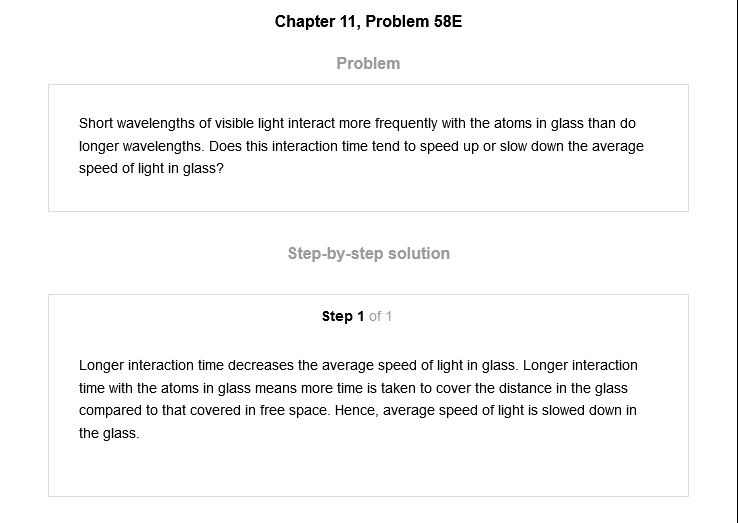 Chapter 11, Problem 58E
Problem
Short wavelengths of visible light interact more frequently with the atoms in glass than do
longer wavelengths. Does this interaction time tend to speed up or slow down the average
speed of light in glass?
Step-by-step solution
Step 1 of 1
Longer interaction time decreases the average speed of light in glass. Longer interaction
time with the atoms in glass means more time is taken to cover the distance in the glass
compared to that covered in free space. Hence, average speed of light is slowed down in
the glass.